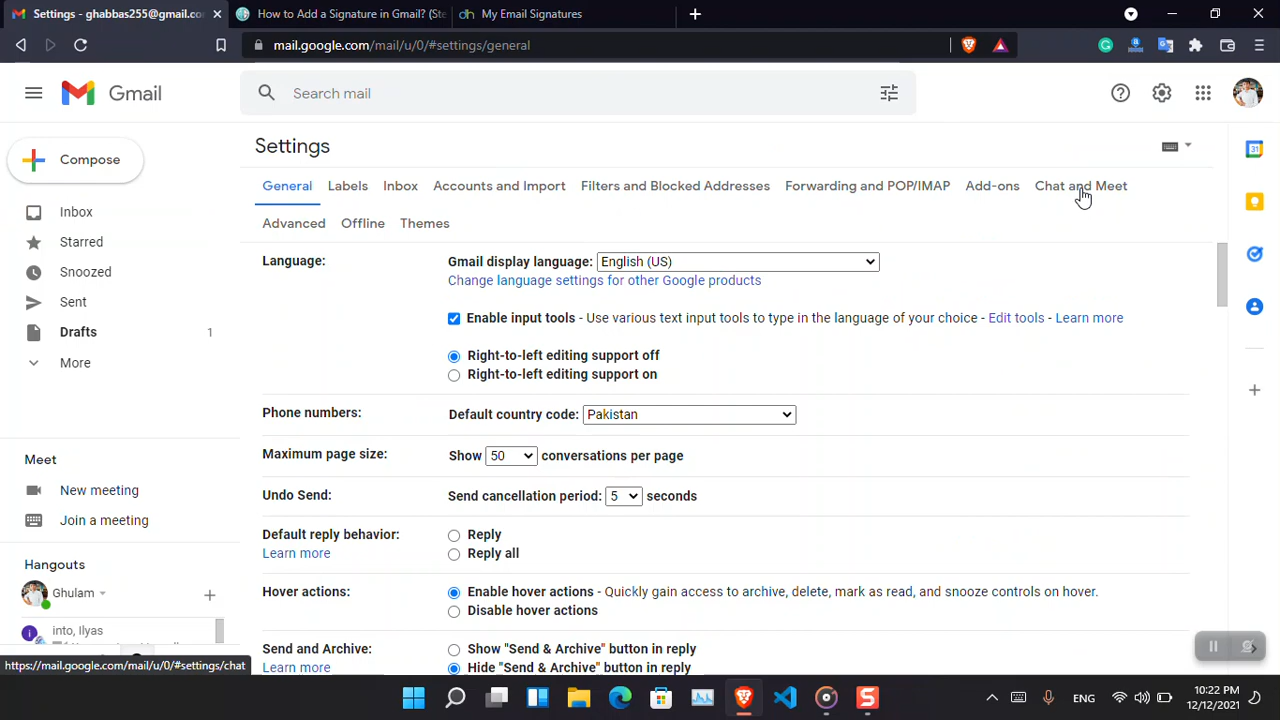 Settings - ghabbas255@gmail.co
How to Add a Signature in Gmail? (Ste
dh My Email Signatures
mail.google.com/mail/u/0/#settings/general
Gmail
Search mail
Compose
Inbox
Starred
Snoozed
Sent
Drafts 1
More
Meet
New meeting
Join a meeting
Hangouts
Ghulam
i into, Ilyas
https://mail.google.com/mail/u/0/#settings/chat
Settings
General Labels Inbox Accounts and Import Filters and Blocked Addresses Forwarding and POP/IMAP Add-ons Chat and Meet
Advanced Offline Themes
Language: Gmail display language: English (US)
Change language settings for other Google products
Enable input tools - Use various text input tools to type in the language of your choice - Edit tools - Learn more
Right-to-left editing support off
Right-to-left editing support on
Phone numbers: Default country code: Pakistan
Maximum page size: Show 50 conversations per page
Undo Send: Send cancellation period: 5 seconds
Default reply behavior: Reply
Learn more Reply all
Hover actions: Enable hover actions - Quickly gain access to archive, delete, mark as read, and snooze controls on hover.
Disable hover actions
Send and Archive: Show "Send & Archive" button in reply
Learn more Hide "Send & Archive" button in reply
31
ENG
10:22 PM
12/12/2021